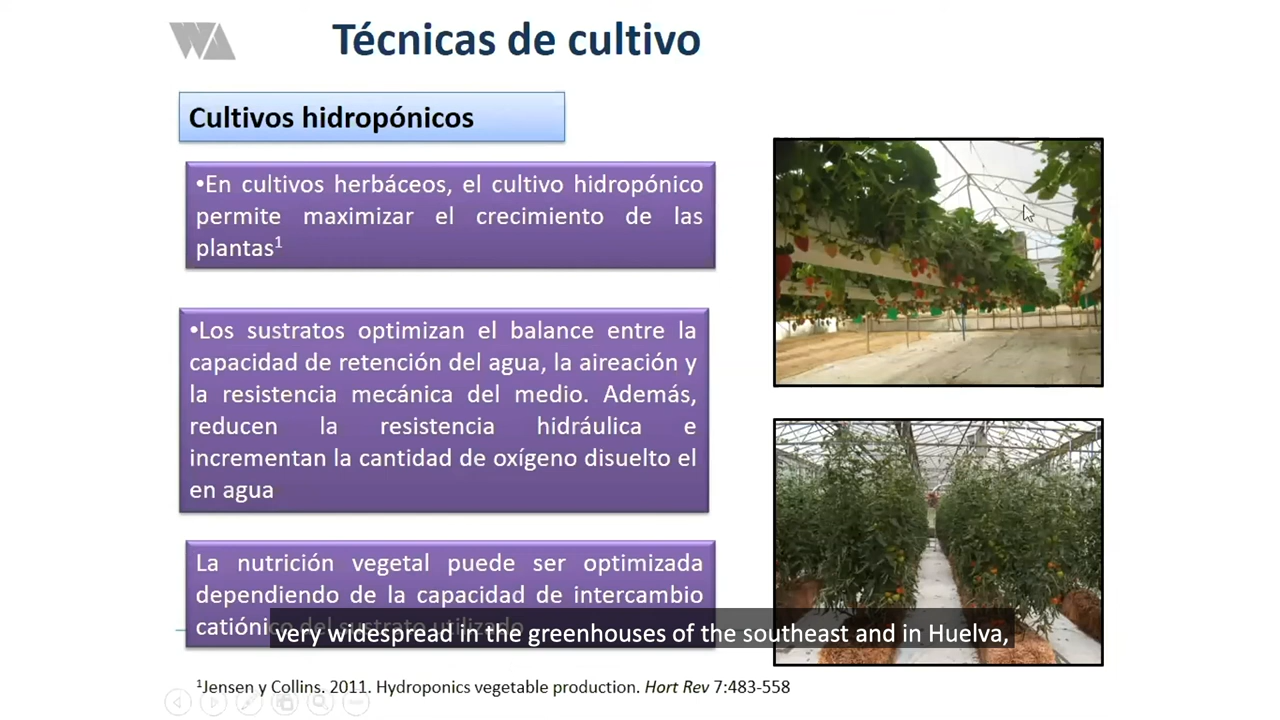 WA
Técnicas de cultivo
Cultivos hidropónicos
•En cultivos herbáceos, el cultivo hidropónico
permite maximizar el crecimiento de las
plantas¹
•Los sustratos optimizan el balance entre la
capacidad de retención del agua, la aireación y
la resistencia mecánica del medio. Además,
reducen la resistencia hidráulica e
incrementan la cantidad de oxígeno disuelto el
en agua
La nutrición vegetal puede ser optimizada
dependiendo de la capacidad de intercambio
catiónico del sustrato utilizado
very widespread in the greenhouses of the southeast and in Huelva,
¹Jensen y Collins. 2011. Hydroponics vegetable production. Hort Rev 7:483-558